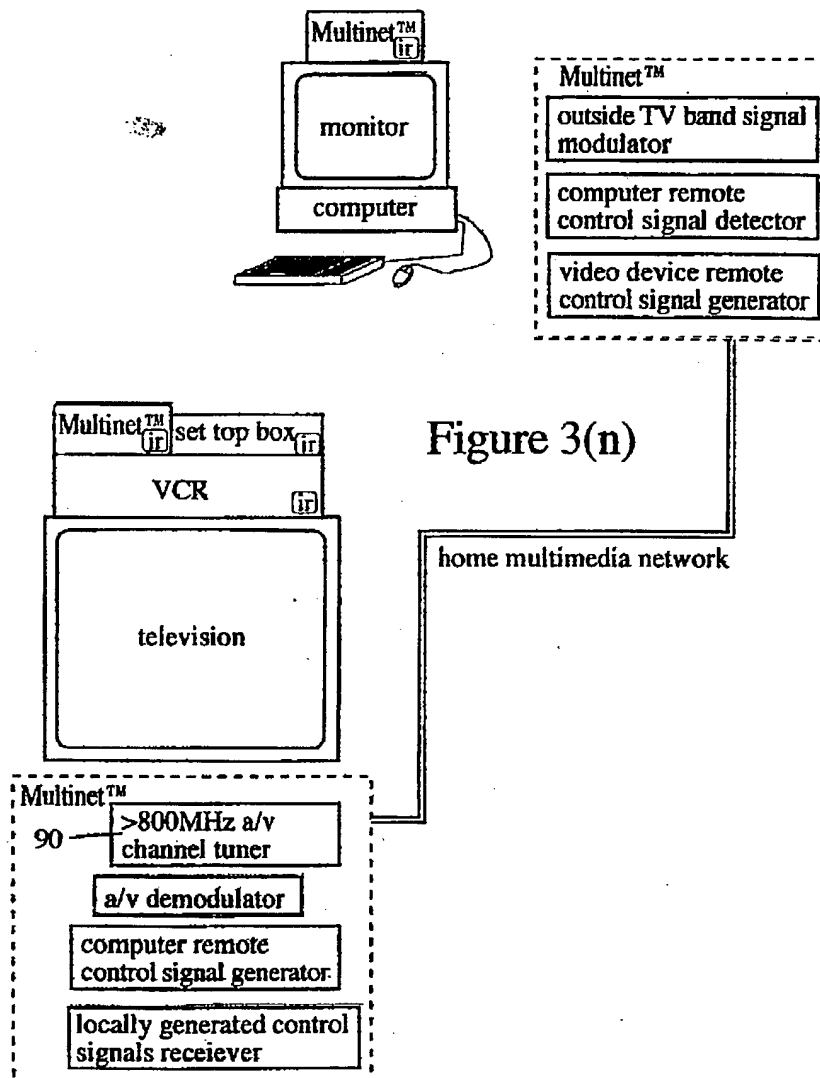 Multinet™
ir
monitor
computer
Multinet™
outside TV band signal
modulator
computer remote
control signal detector
video device remote
control signal generator
Multinet™
ir
set top box
ir
VCR
ir
Figure 3(n)
home multimedia network
television
Multinet™
90
>800MHz a/v
channel tuner
a/v demodulator
computer remote
control signal generator
locally generated control
signals receiever